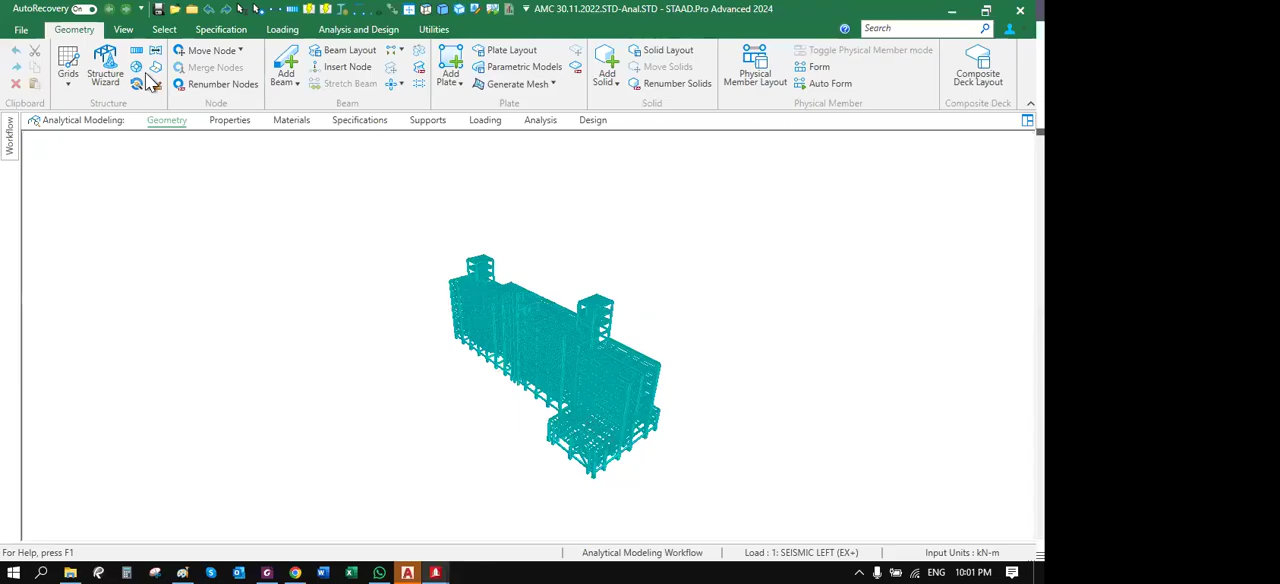 AutoRecovery On AMC 30.11.2022.STD-Anal.STD - STAAD.Pro Advanced 2024
File Geometry View Select Specification Loading Analysis and Design Utilities Search
Grids Structure Wizard Move Node Merge Nodes Renumber Nodes Add Beam Beam Layout Insert Node Stretch Beam Add Plate Plate Layout Parametric Models Generate Mesh Add Solid Solid Layout Move Solids Renumber Solids Physical Member Layout Toggle Physical Member mode Form Auto Form Composite Deck Layout
Clipboard Structure Node Beam Plate Solid Physical Member Composite Deck
Workflow
Analytical Modeling: Geometry Properties Materials Specifications Supports Loading Analysis Design
For Help, press F1 Analytical Modeling Workflow Load : 1: SEISMIC LEFT (EX+) Input Units : kN-m
ENG 10:01 PM